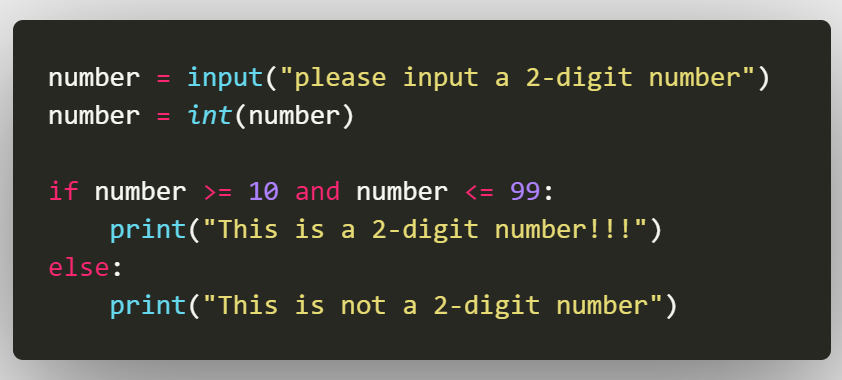 number = input("please input a 2-digit number")
number = int(number)

if number >= 10 and number <= 99:
    print("This is a 2-digit number!!!")
else:
    print("This is not a 2-digit number")